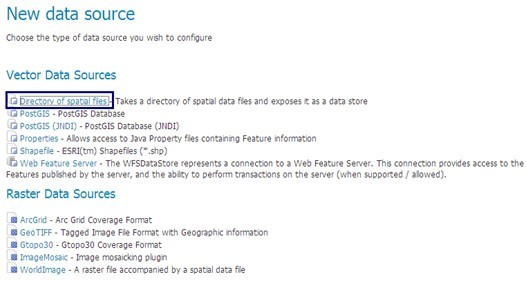 New data source
Choose the type of data source you wish to configure
Vector Data Sources
Directory of spatial files - Takes a directory of spatial data files and exposes it as a data store
PostGIS - PostGIS Database
PostGIS (JNDI) - PostGIS Database (JNDI)
Properties - Allows access to Java Property files containing Feature information
Shapefile - ESRI(tm) Shapefiles (*.shp)
Web Feature Server - The WFSDataStore represents a connection to a Web Feature Server. This connection provides access to the
Features published by the server, and the ability to perform transactions on the server (when supported / allowed).
Raster Data Sources
ArcGrid - Arc Grid Coverage Format
GeoTIFF - Tagged Image File Format with Geographic information
Gtopo30 - Gtopo30 Coverage Format
ImageMosaic - Image mosaicking plugin
WorldImage - A raster file accompanied by a spatial data file